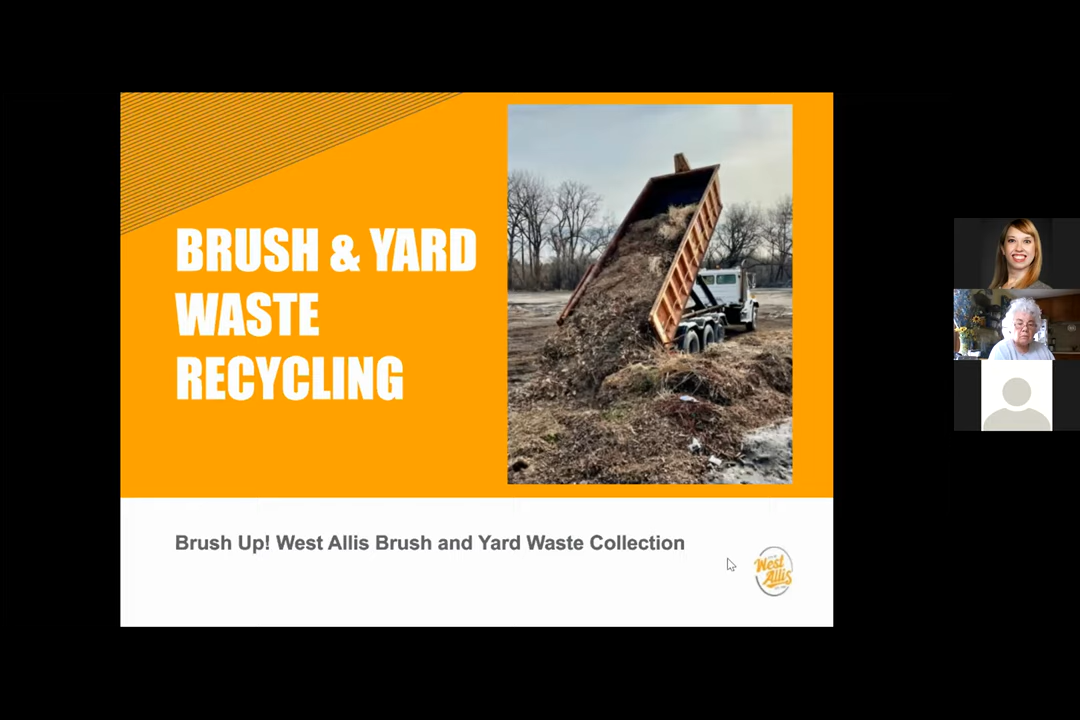 BRUSH & YARD
WASTE
RECYCLING
Brush Up! West Allis Brush and Yard Waste Collection
West
Allis